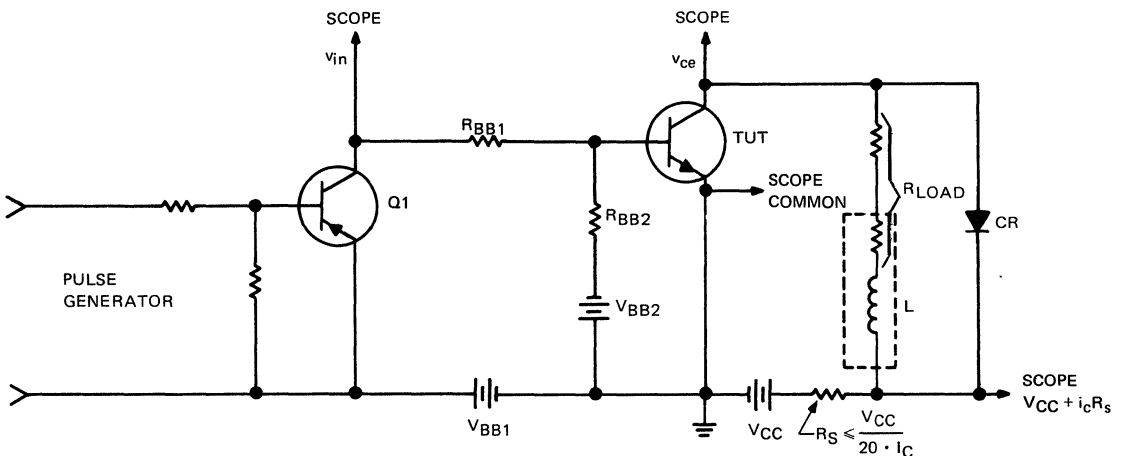 SCOPE
vin
SCOPE
vce
RBB1
TUT
Q1
SCOPE
COMMON
RLOAD
RBB2
CR
PULSE
GENERATOR
VBB2
L
VBB1
VCC
RS ≤ VCC
20 · IC
SCOPE
VCC + icRs